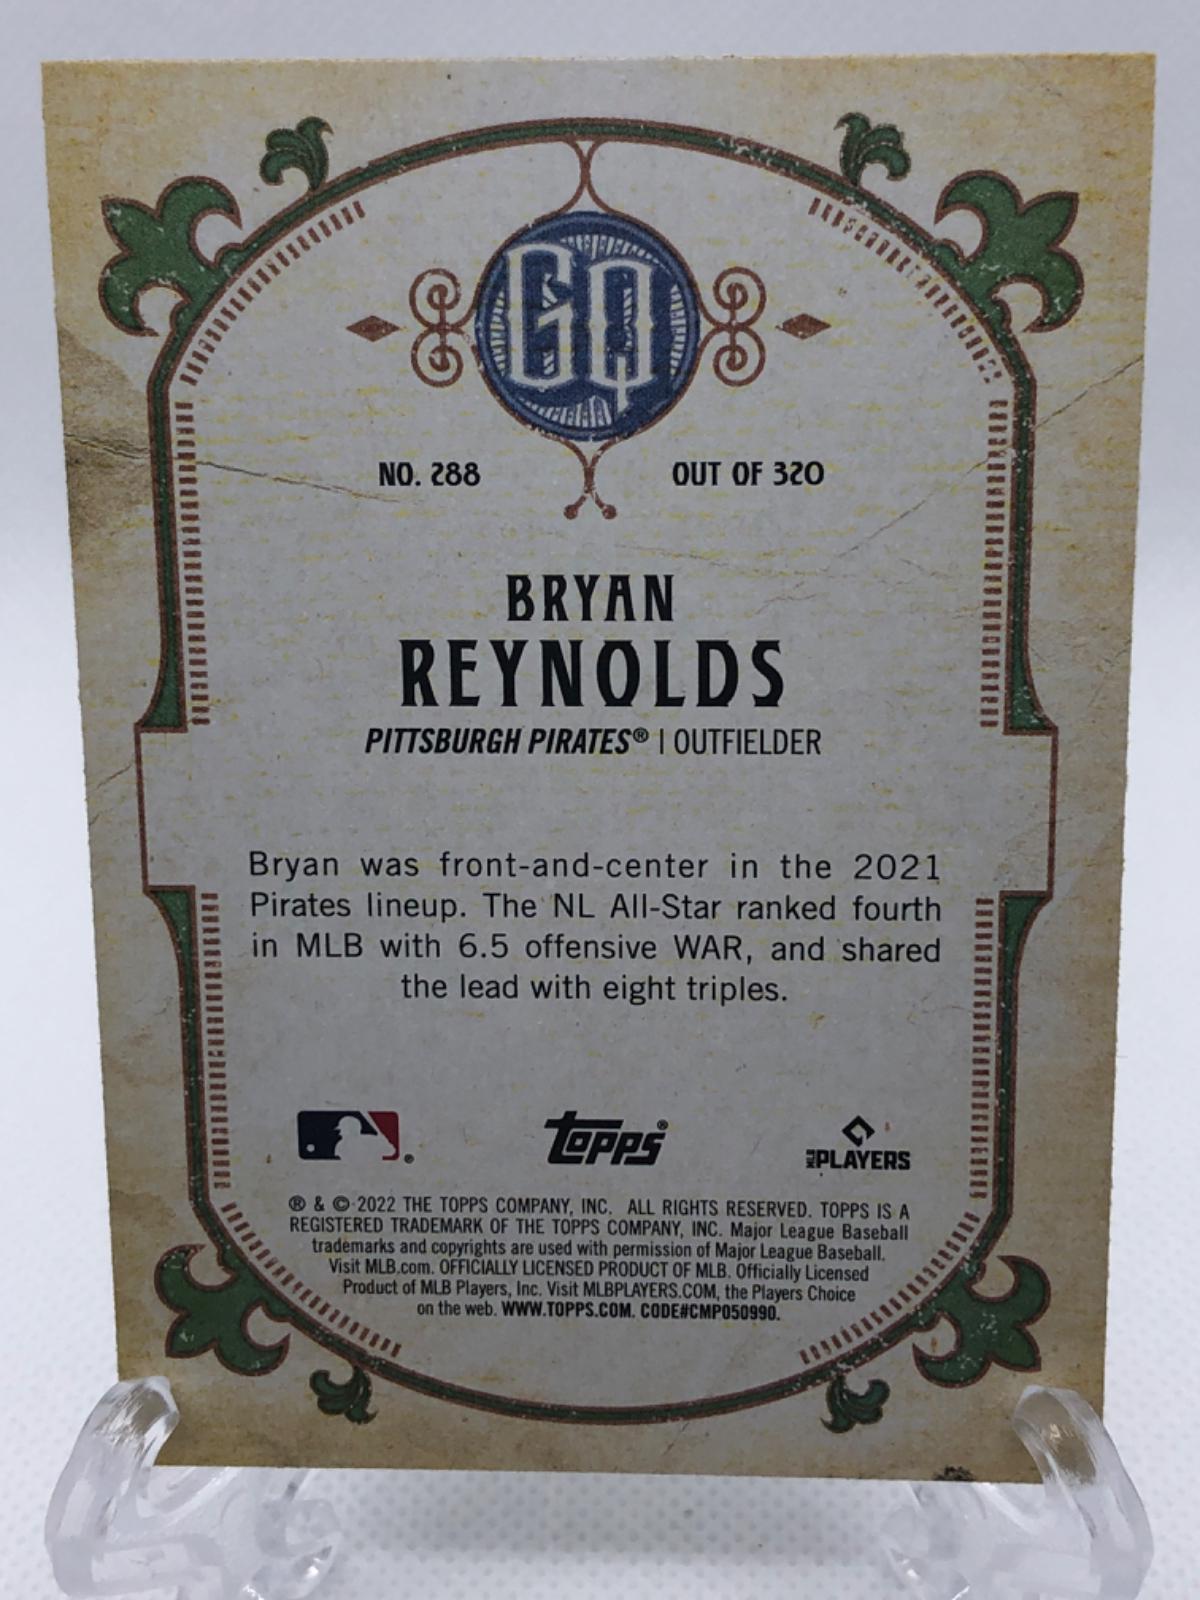 GQ
NO. 288 OUT OF 320
BRYAN
REYNOLDS
PITTSBURGH PIRATES® | OUTFIELDER
Bryan was front-and-center in the 2021
Pirates lineup. The NL All-Star ranked fourth
in MLB with 6.5 offensive WAR, and shared
the lead with eight triples.
® topps® MLB PLAYERS
® & © 2022 THE TOPPS COMPANY, INC. ALL RIGHTS RESERVED. TOPPS IS A
REGISTERED TRADEMARK OF THE TOPPS COMPANY, INC. Major League Baseball
trademarks and copyrights are used with permission of Major League Baseball.
Visit MLB.com. OFFICIALLY LICENSED PRODUCT OF MLB. Officially Licensed
Product of MLB Players, Inc. Visit MLBPLAYERS.COM, the Players Choice
on the web. WWW.TOPPS.COM. CODE#CMP050990.